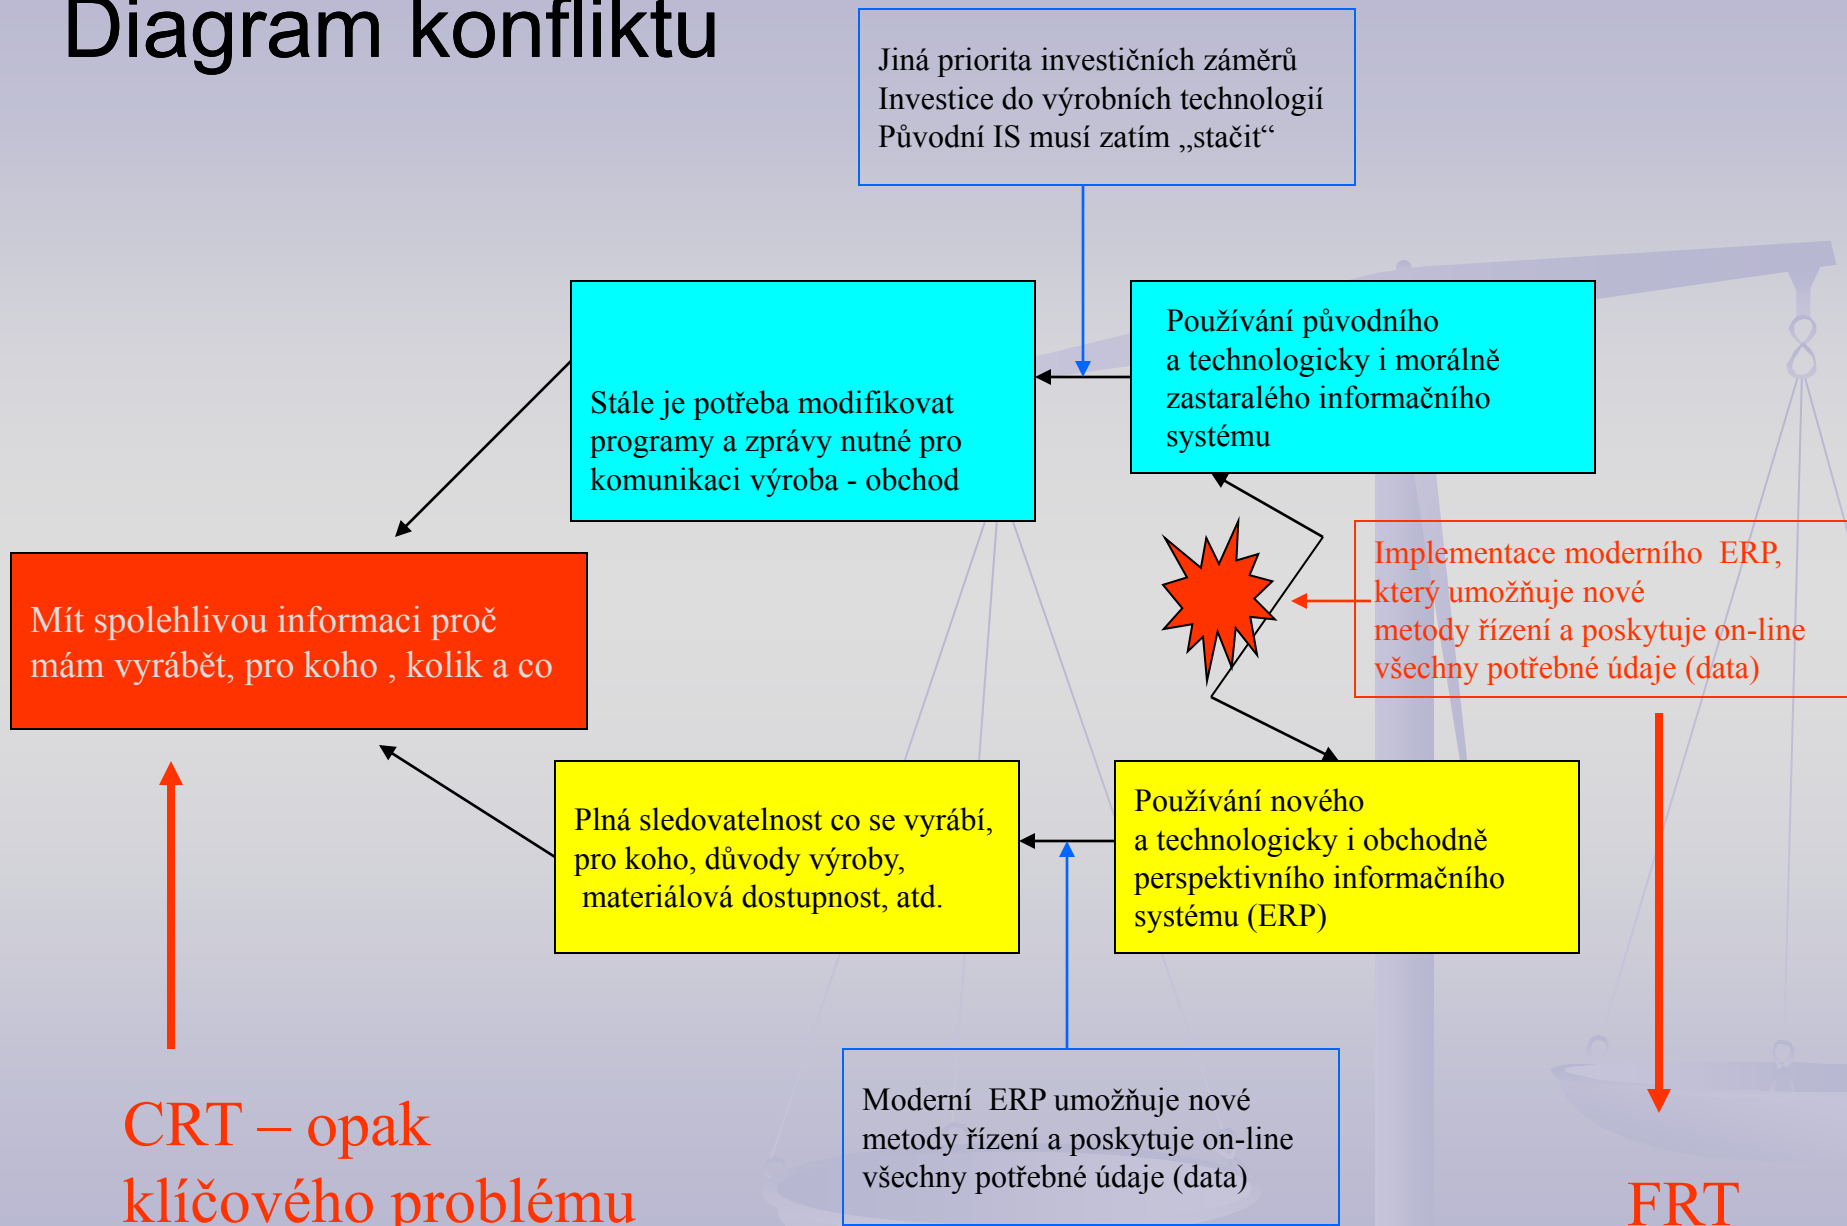 Diagram konfliktu
Jiná priorita investičních záměrů
Investice do výrobních technologií
Původní IS musí zatím „stačit“
Používání původního
a technologicky i morálně
zastaralého informačního
systému
Stále je potřeba modifikovat
programy a zprávy nutné pro
komunikaci výroba - obchod
Implementace moderního  ERP,
který umožňuje nové
metody řízení a poskytuje on-line
všechny potřebné údaje (data)
Mít spolehlivou informaci proč
mám vyrábět, pro koho , kolik a co
Plná sledovatelnost co se vyrábí,
pro koho, důvody výroby,
materiálová dostupnost, atd.
Používání nového
a technologicky i obchodně
perspektivního informačního
systému (ERP)
Moderní  ERP umožňuje nové
metody řízení a poskytuje on-line
všechny potřebné údaje (data)
CRT – opak
klíčového problému
FRT